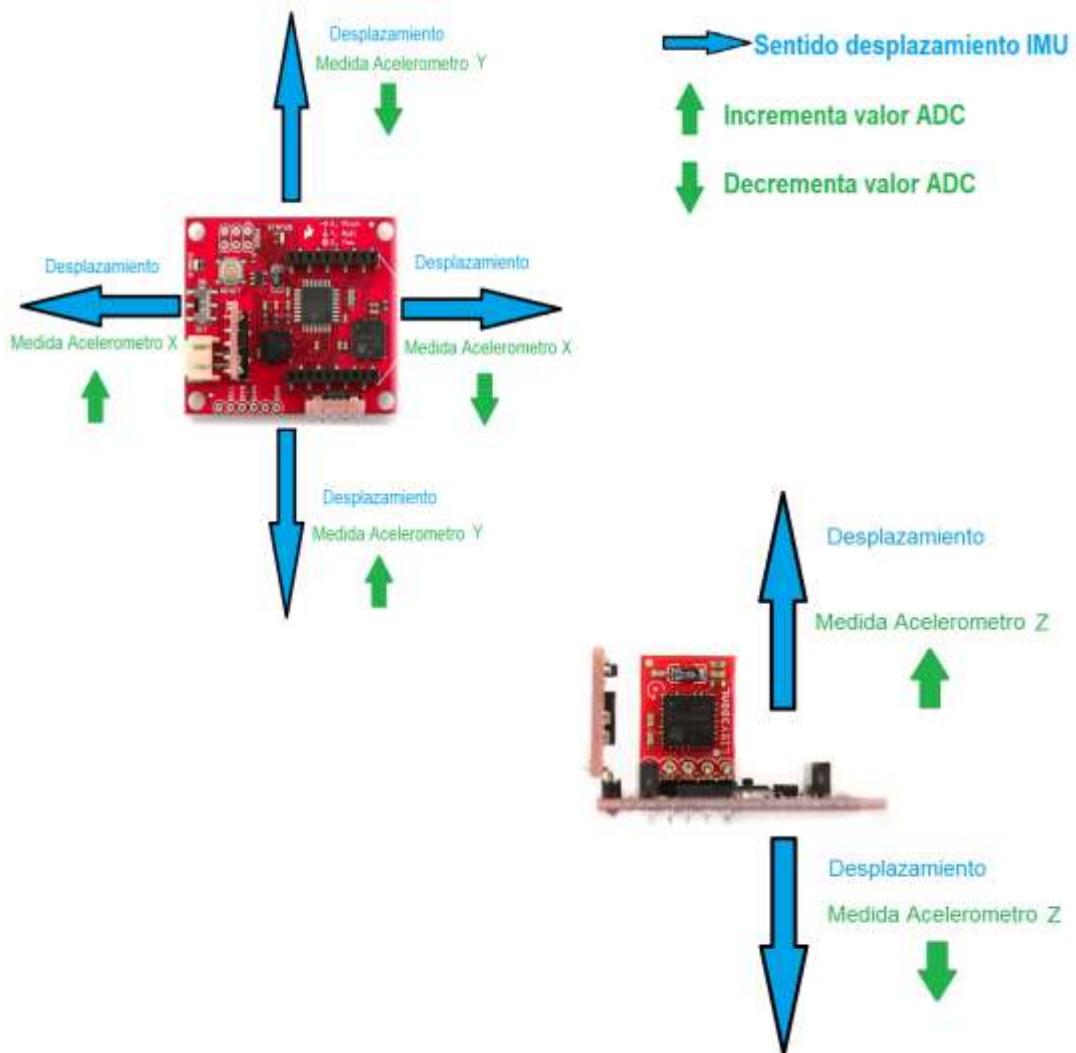 Desplazamiento
Medida Acelerometro Y
Sentido desplazamiento IMU
Incrementa valor ADC
Decrementa valor ADC
Desplazamiento
Medida Acelerometro X
Desplazamiento
Medida Acelerometro X
Desplazamiento
Medida Acelerometro Y
Desplazamiento
Medida Acelerometro Z
Desplazamiento
Medida Acelerometro Z